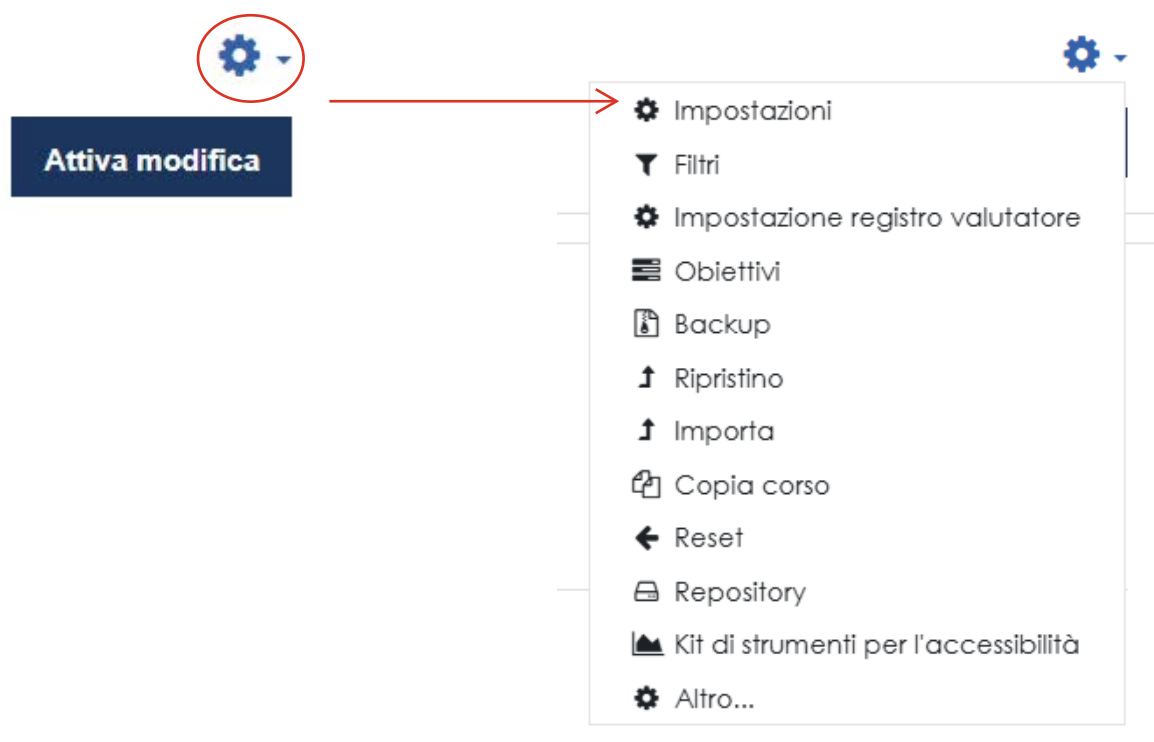 Attiva modifica
Impostazioni
Filtri
Impostazione registro valutatore
Obiettivi
Backup
Ripristino
Importa
Copia corso
Reset
Repository
Kit di strumenti per l'accessibilità
Altro...